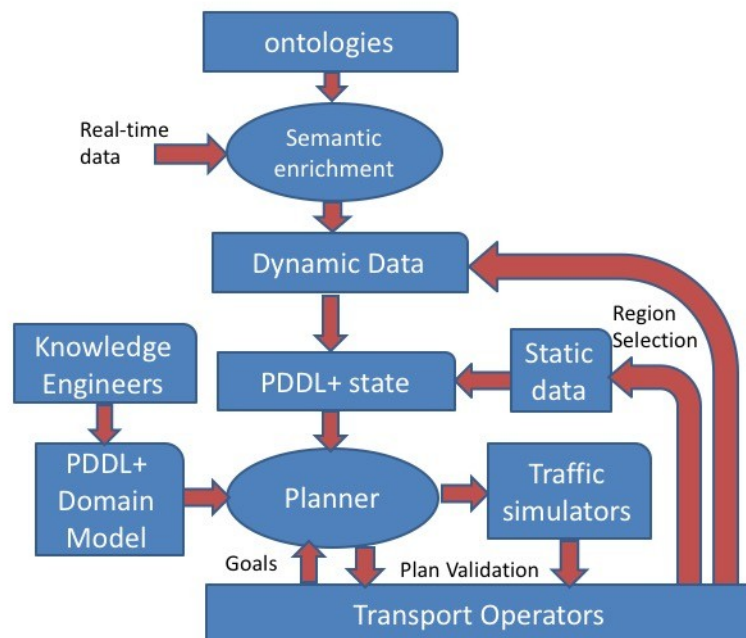 ontologies
Real-time
data
Semantic
enrichment
Dynamic Data
Region
Selection
Knowledge
Engineers
PDDL+ state
Static
data
PDDL+
Domain
Model
Planner
Traffic
simulators
Goals
Plan Validation
Transport Operators